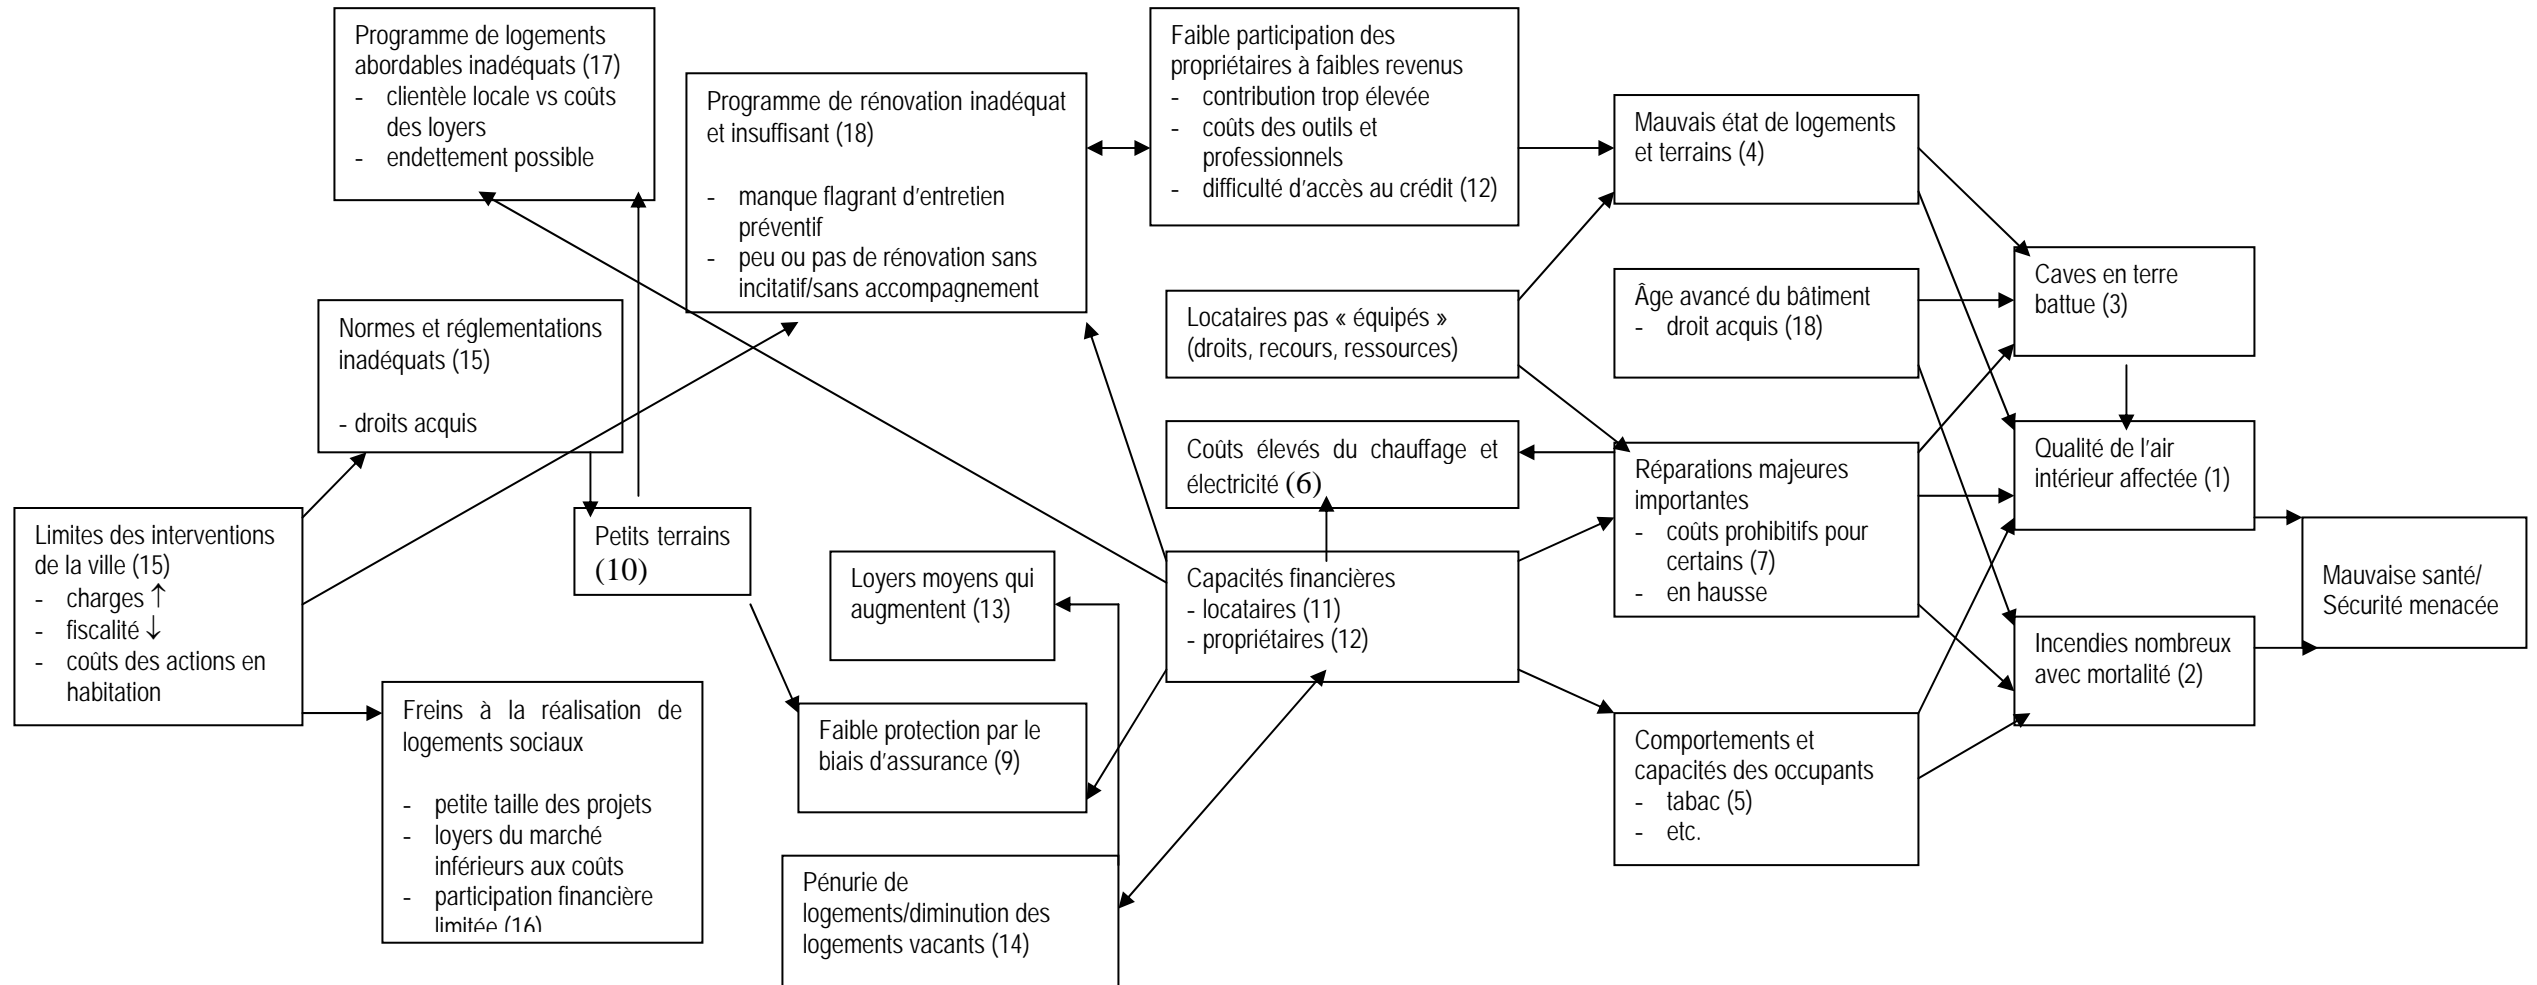 Programme de logements
abordables inadéquats (17)
- clientèle locale vs coûts
des loyers
- endettement possible
Programme de rénovation inadéquat
et insuffisant (18)
- manque flagrant d'entretien
préventif
- peu ou pas de rénovation sans
incitatif/sans accompagnement
Faible participation des
propriétaires à faibles revenus
- contribution trop élevée
- coûts des outils et
professionnels
- difficulté d'accès au crédit (12)
Mauvais état de logements
et terrains (4)
Normes et réglementations
inadéquats (15)
- droits acquis
Locataires pas « équipés »
(droits, recours, ressources)
Âge avancé du bâtiment
- droit acquis (18)
Caves en terre
battue (3)
Coûts élevés du chauffage et
électricité (6)
Réparations majeures
importantes
- coûts prohibitifs pour
certains (7)
- en hausse
Qualité de l'air
intérieur affectée (1)
Limites des interventions
de la ville (15)
- charges ↑
- fiscalité ↓
- coûts des actions en
habitation
Petits terrains
(10)
Loyers moyens qui
augmentent (13)
Capacités financières
- locataires (11)
- propriétaires (12)
Mauvaise santé/
Sécurité menacée
Incendies nombreux
avec mortalité (2)
Freins à la réalisation de
logements sociaux
- petite taille des projets
- loyers du marché
inférieurs aux coûts
- participation financière
limitée (16)
Faible protection par le
biais d'assurance (9)
Comportements et
capacités des occupants
- tabac (5)
- etc.
Pénurie de
logements/diminution des
logements vacants (14)